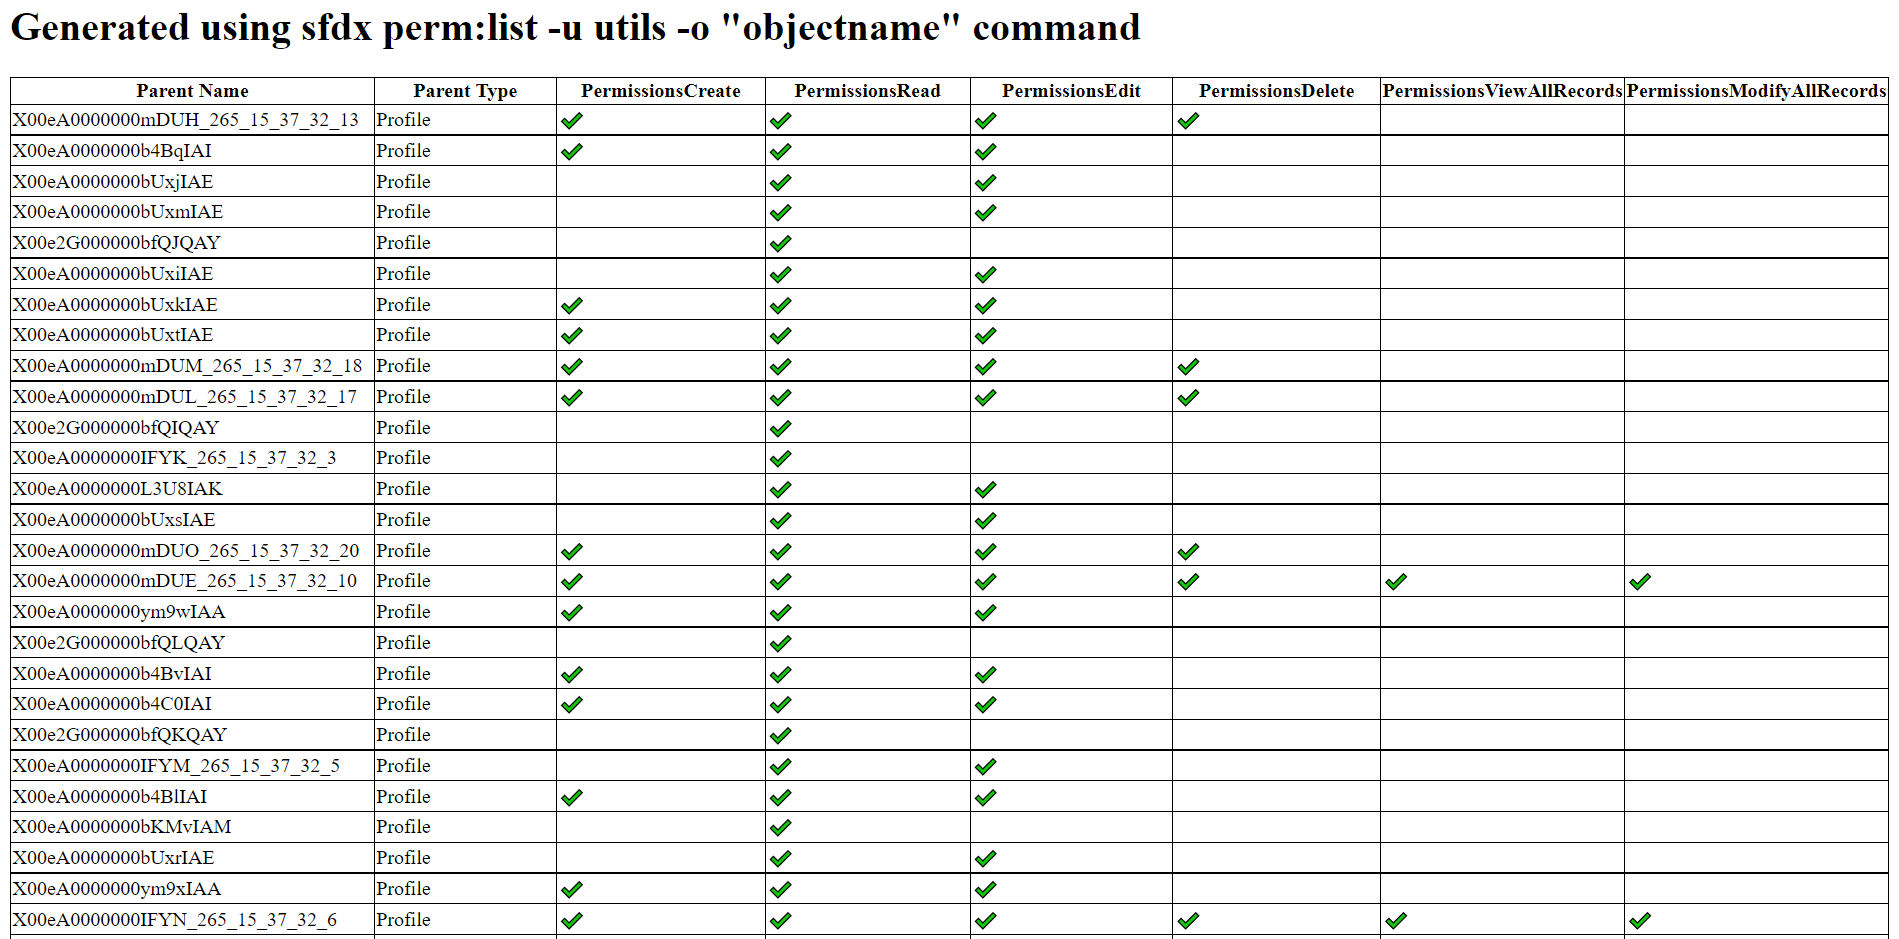 Generated using sfdx perm:list -u utils -o "objectname" command
Parent Name Parent Type PermissionsCreate PermissionsRead PermissionsEdit PermissionsDelete PermissionsViewAllRecords PermissionsModifyAllRecords
X00eA0000000mDUH_265_15_37_32_13 Profile ✔ ✔ ✔ ✔
X00eA0000000b4BqIAI Profile ✔ ✔ ✔
X00eA0000000bUxjIAE Profile ✔ ✔
X00eA0000000bUxmIAE Profile ✔ ✔
X00e2G000000bfQJQAY Profile ✔
X00eA0000000bUxiIAE Profile ✔ ✔
X00eA0000000bUxkIAE Profile ✔ ✔ ✔
X00eA0000000bUxtIAE Profile ✔ ✔ ✔
X00eA0000000mDUM_265_15_37_32_18 Profile ✔ ✔ ✔ ✔
X00eA0000000mDUL_265_15_37_32_17 Profile ✔ ✔ ✔ ✔
X00e2G000000bfQIQAY Profile ✔
X00eA0000000IFYK_265_15_37_32_3 Profile ✔
X00eA0000000L3U8IAK Profile ✔ ✔
X00eA0000000bUxsIAE Profile ✔ ✔
X00eA0000000mDUO_265_15_37_32_20 Profile ✔ ✔ ✔ ✔
X00eA0000000mDUE_265_15_37_32_10 Profile ✔ ✔ ✔ ✔ ✔ ✔
X00eA0000000ym9wIAA Profile ✔ ✔ ✔
X00e2G000000bfQLQAY Profile ✔
X00eA0000000b4BvIAI Profile ✔ ✔ ✔
X00eA0000000b4C0IAI Profile ✔ ✔ ✔
X00e2G000000bfQKQAY Profile ✔
X00eA0000000IFYM_265_15_37_32_5 Profile ✔ ✔
X00eA0000000b4BlIAI Profile ✔ ✔ ✔
X00eA0000000bKMvIAM Profile ✔
X00eA0000000bUxrIAE Profile ✔ ✔
X00eA0000000ym9xIAA Profile ✔ ✔ ✔
X00eA0000000IFYN_265_15_37_32_6 Profile ✔ ✔ ✔ ✔ ✔ ✔